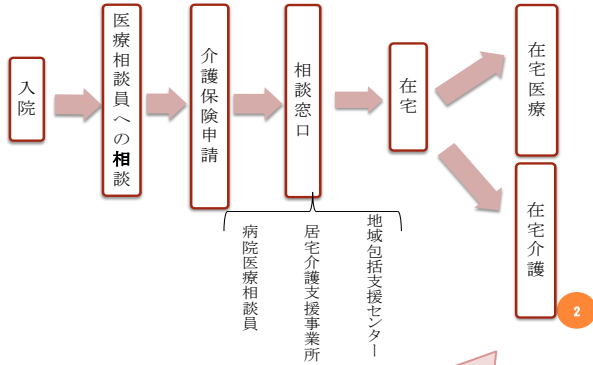 入院
医療相談員への相談
介護保険申請
相談窓口
在宅
在宅医療
在宅介護
病院医療相談員
居宅介護支援事業所
地域包括支援センター
2